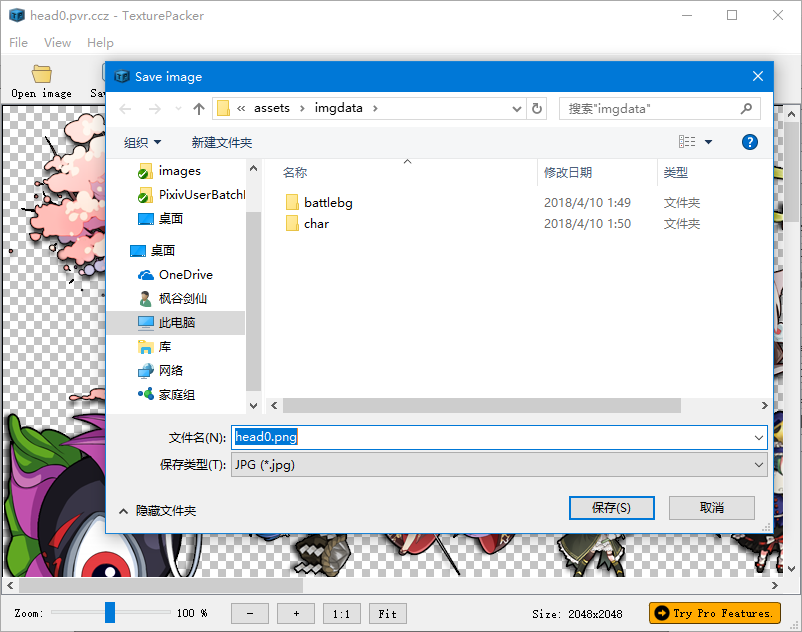 head0.pvr.ccz - TexturePacker
File View Help
Open image
Sav
Save image
« assets › imgdata ›
搜索"imgdata"
组织
新建文件夹
images
PixivUserBatchI
桌面
桌面
OneDrive
枫谷剑仙
此电脑
库
网络
家庭组
名称 修改日期 类型
battlebg 2018/4/10 1:49 文件夹
char 2018/4/10 1:50 文件夹
文件名(N): head0.png
保存类型(T): JPG (*.jpg)
隐藏文件夹
保存(S) 取消
Zoom: 100 % - + 1:1 Fit Size: 2048x2048 Try Pro Features.